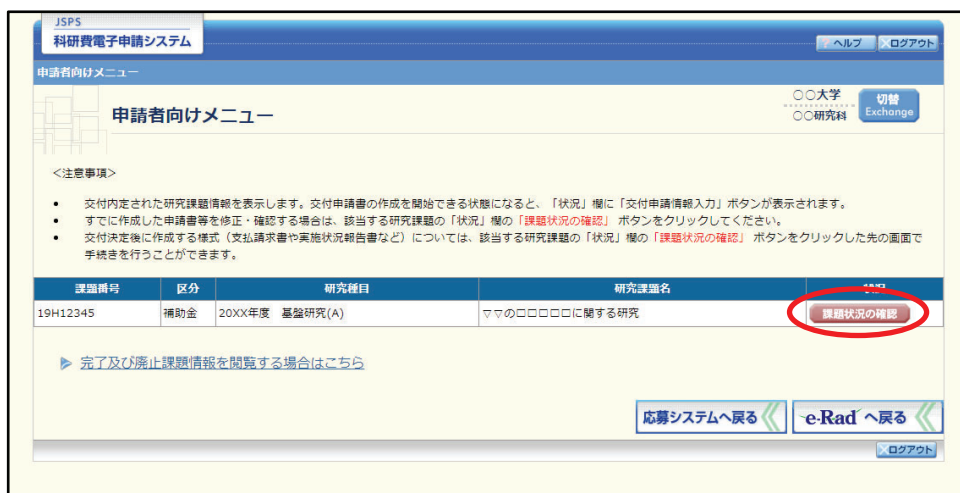 JSPS
科研費電子申請システム
ヘルプ
ログアウト
申請者向けメニュー
申請者向けメニュー
○○大学
○○研究科
切替
Exchange
<注意事項>
• 交付内定された研究課題情報を表示します。交付申請書の作成を開始できる状態になると、「状況」欄に「交付申請情報入力」ボタンが表示されます。
• すでに作成した申請書等を修正・確認する場合は、該当する研究課題の「状況」欄の「課題状況の確認」 ボタンをクリックしてください。
• 交付決定後に作成する様式（支払請求書や実施状況報告書など）については、該当する研究課題の「状況」欄の「課題状況の確認」 ボタンをクリックした先の画面で
手続きを行うことができます。
課題番号 区分 研究種目 研究課題名 状況
19H12345 補助金 20XX年度 基盤研究(A) ▽▽の□□□□□に関する研究 課題状況の確認
完了及び廃止課題情報を閲覧する場合はこちら
応募システムへ戻る
e-Rad へ戻る
ログアウト